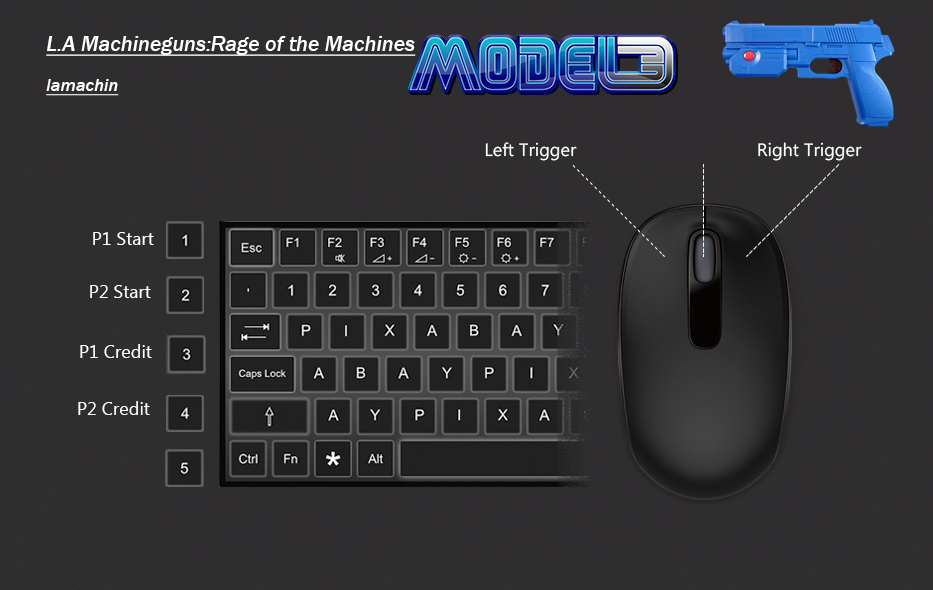 L.A Machineguns:Rage of the Machines
lamachin
MODEL3
Left Trigger
Right Trigger
P1 Start 1
P2 Start 2
P1 Credit 3
P2 Credit 4
5
Esc F1 F2 F3 F4 F5 F6 F7
' 1 2 3 4 5 6 7
P I X A B A Y
Caps Lock A B A Y P I X
A Y P I X A
Ctrl Fn * Alt